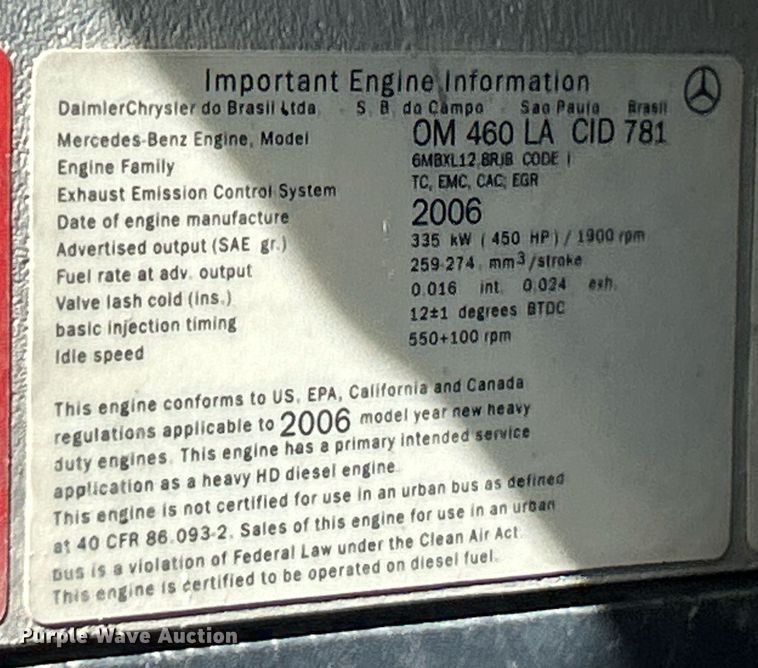 Important Engine Information
DaimlerChrysler do Brasil Ltda. S. B. do Campo Sao Paulo Brasil
Mercedes-Benz Engine, Model OM 460 LA CID 781
Engine Family 6MBXL12.8RJB CODE I
Exhaust Emission Control System TC, EMC, CAC, EGR
Date of engine manufacture 2006
Advertised output (SAE gr.) 335 kW (450 HP) / 1900 rpm
Fuel rate at adv. output 259-274 mm3/stroke
Valve lash cold (ins.) 0.016 int. 0.024 exh.
basic injection timing 12±1 degrees BTDC
Idle speed 550+100 rpm
This engine conforms to US, EPA, California and Canada
regulations applicable to 2006 model year new heavy
duty engines. This engine has a primary intended service
application as a heavy HD diesel engine.
This engine is not certified for use in an urban bus as defined
at 40 CFR 86.093-2. Sales of this engine for use in an urban
bus is a violation of Federal Law under the Clean Air Act.
This engine is certified to be operated on diesel fuel.
Purple Wave Auction